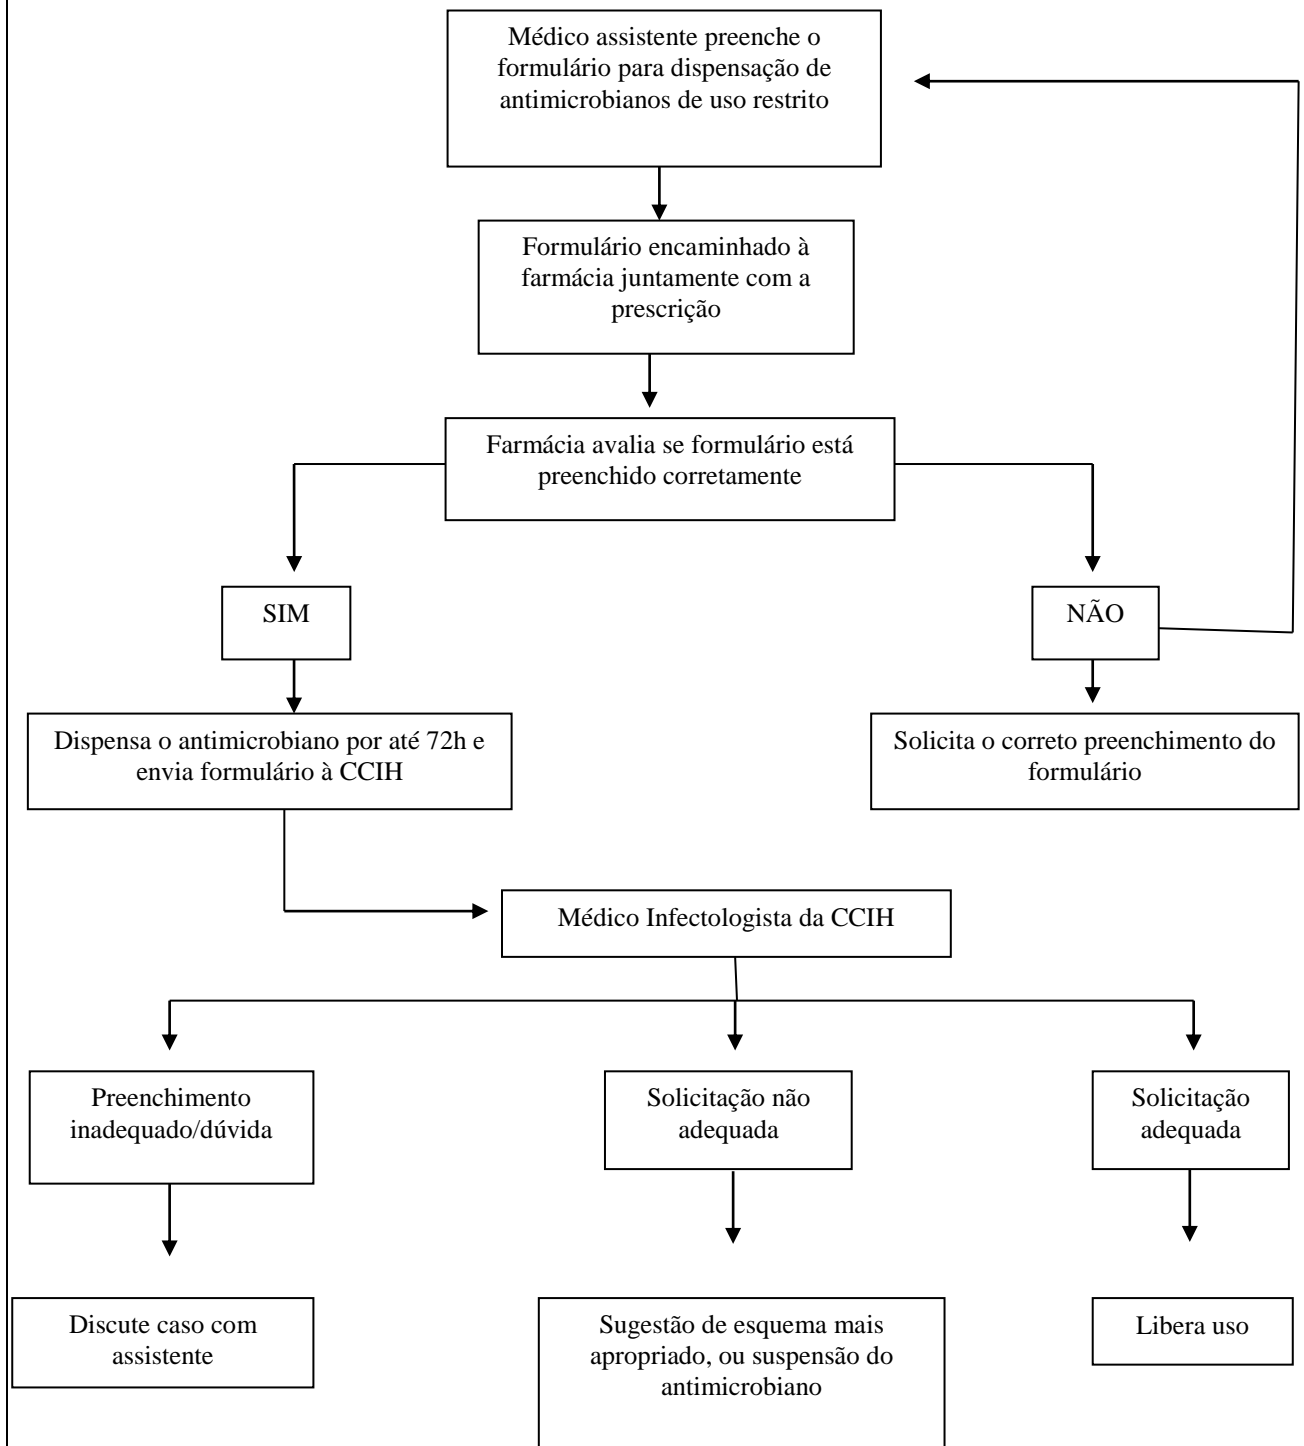 Médico assistente preenche o
formulário para dispensação de
antimicrobianos de uso restrito
Formulário encaminhado à
farmácia juntamente com a
prescrição
Farmácia avalia se formulário está
preenchido corretamente
SIM
NÃO
Dispensa o antimicrobiano por até 72h e
envia formulário à CCIH
Solicita o correto preenchimento do
formulário
Médico Infectologista da CCIH
Preenchimento
inadequado/dúvida
Solicitação não
adequada
Solicitação
adequada
Discute caso com
assistente
Sugestão de esquema mais
apropriado, ou suspensão do
antimicrobiano
Libera uso